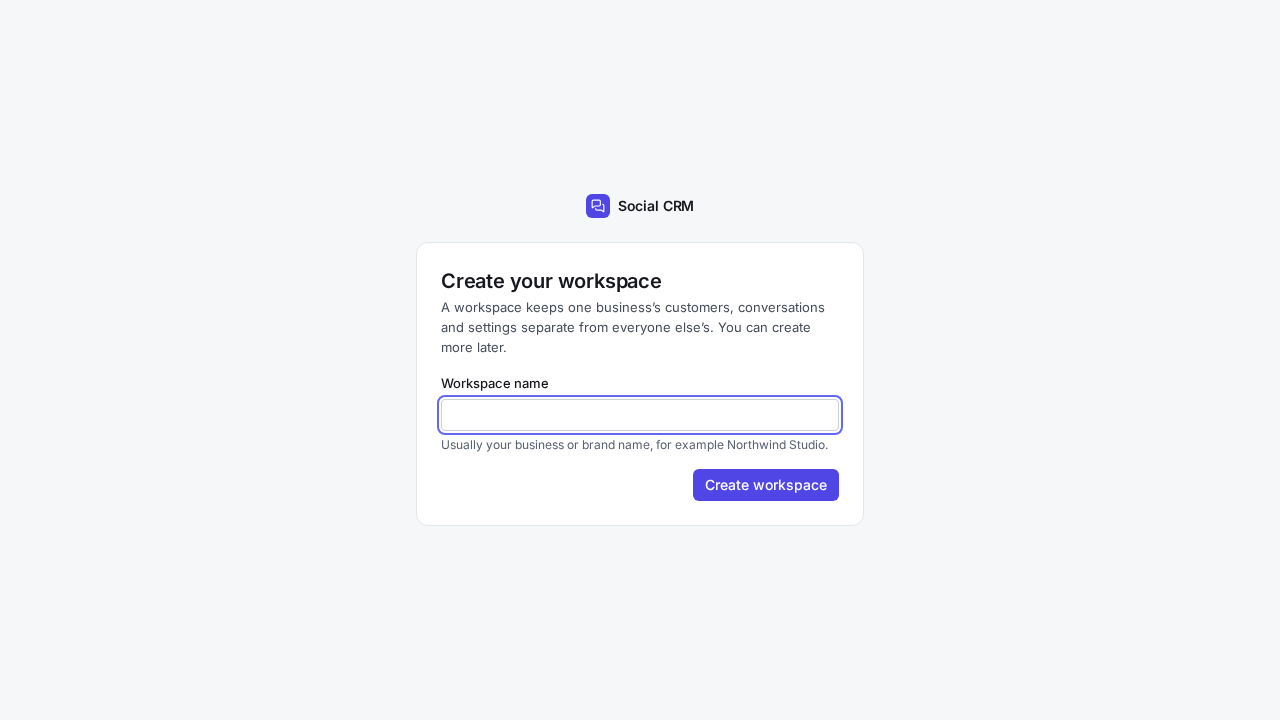 Social CRM
Create your workspace
A workspace keeps one business’s customers, conversations
and settings separate from everyone else’s. You can create
more later.
Workspace name
Usually your business or brand name, for example Northwind Studio.
Create workspace